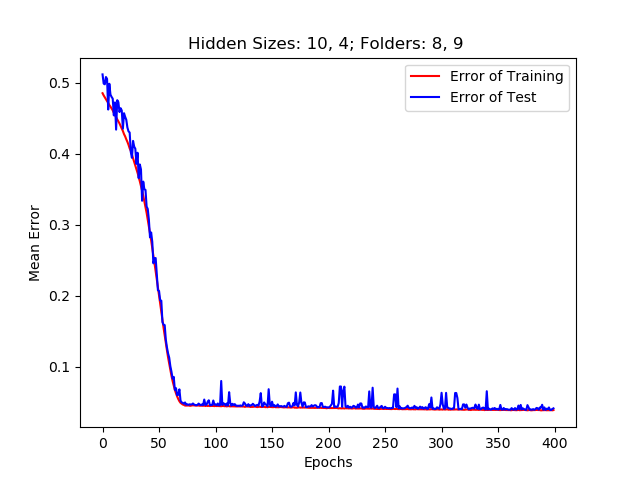 Hidden Sizes: 10, 4; Folders: 8, 9
Error of Training
Error of Test
Mean Error
0.5
0.4
0.3
0.2
0.1
0 50 100 150 200 250 300 350 400
Epochs